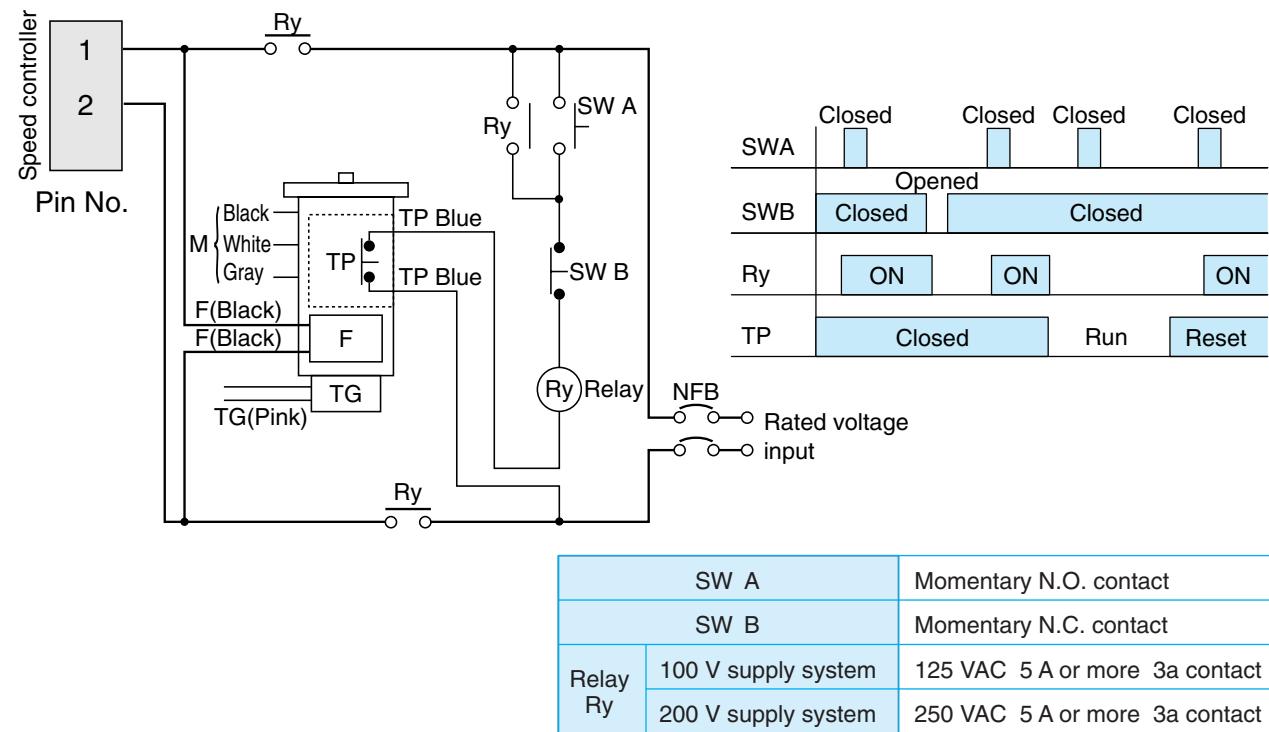 Speed controller
1
2
Pin No.
Ry
Ry
SW A
SW B
Ry
Relay
NFB
Rated voltage
input
M
Black
White
Gray
TP
TP Blue
TP Blue
F(Black)
F(Black)
F
TG
TG(Pink)
Ry
Closed Closed Closed Closed
SWA
Opened
SWB Closed Closed
Ry ON ON ON
TP Closed Run Reset
SW A Momentary N.O. contact
SW B Momentary N.C. contact
Relay Ry
100 V supply system 125 VAC 5 A or more 3a contact
200 V supply system 250 VAC 5 A or more 3a contact